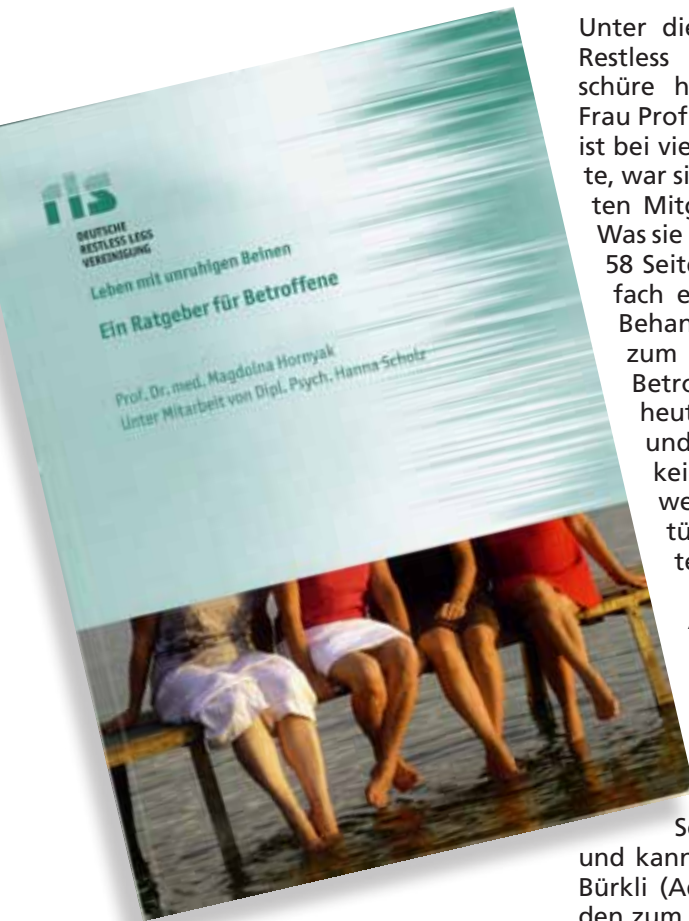 rls
DEUTSCHE
RESTLESS LEGS
VEREINIGUNG
Leben mit unruhigen Beinen
Ein Ratgeber für Betroffene
Prof. Dr. med. Magdolna Hornyak
Unter Mitarbeit von Dipl. Psych. Hanna Scholz
Unter die
Restless
schüre h
Frau Prof
ist bei vie
te, war si
ten Mitg
Was sie
58 Seite
fach e
Behan
zum
Betro
heut
und
kei
we
tü
te
Se
und kann
Bürkli (Ad
den zum